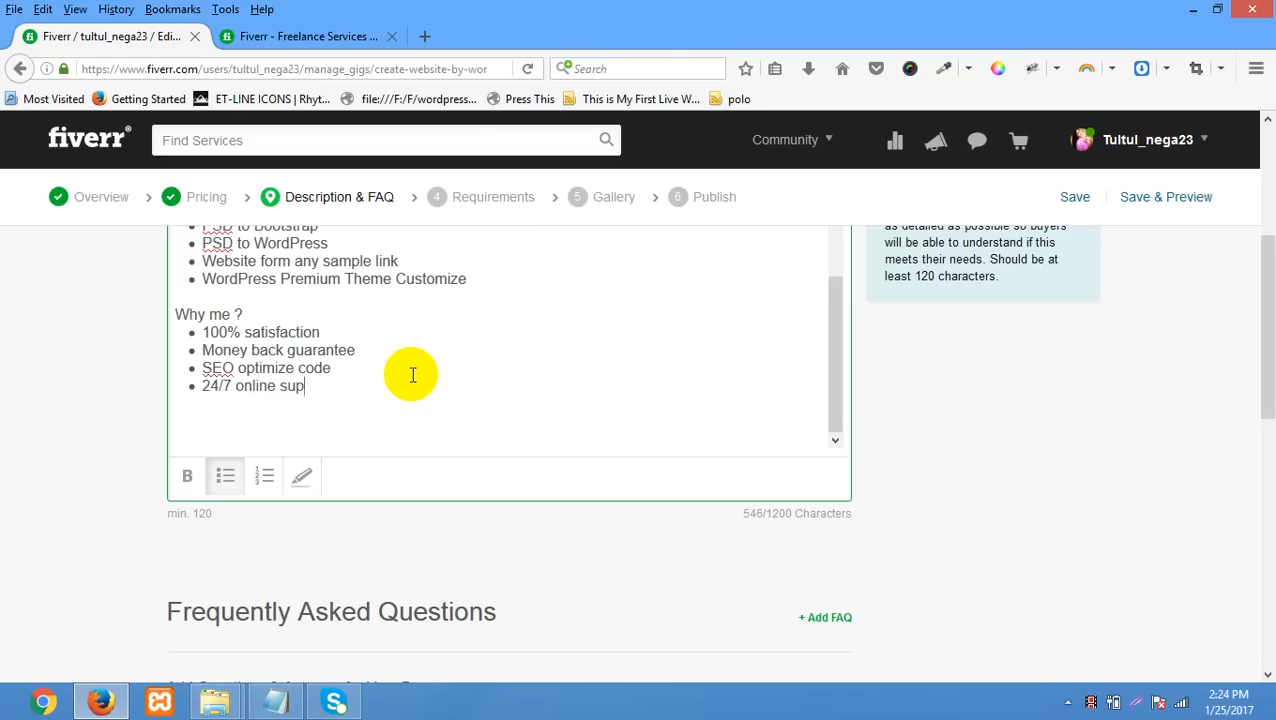 File Edit View History Bookmarks Tools Help
Fiverr / tultul_nega23 / Edi... Fiverr - Freelance Services ...
https://www.fiverr.com/users/tultul_nega23/manage_gigs/create-website-by-wor Search
Most Visited Getting Started ET-LINE ICONS | Rhyt... file:///F:/F/wordpress... Press This This is My First Live W... polo
fiverr Find Services Community Tultul_nega23
Overview Pricing Description & FAQ 4 Requirements 5 Gallery 6 Publish Save Save & Preview
PSD to Bootstrap
PSD to WordPress
Website form any sample link
WordPress Premium Theme Customize
Why me ?
100% satisfaction
Money back guarantee
SEO optimize code
24/7 online sup
as detailed as possible so buyers
will be able to understand if this
meets their needs. Should be at
least 120 characters.
B
min. 120 546/1200 Characters
Frequently Asked Questions + Add FAQ
2:24 PM
1/25/2017